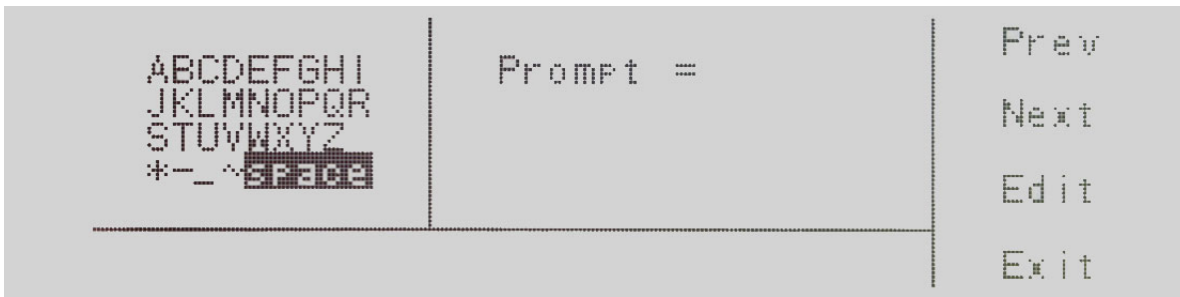 ABCDEFGHI
JKLMNOPQR
STUVWXYZ
*-_~space
Prompt =
Prev
Next
Edit
Exit